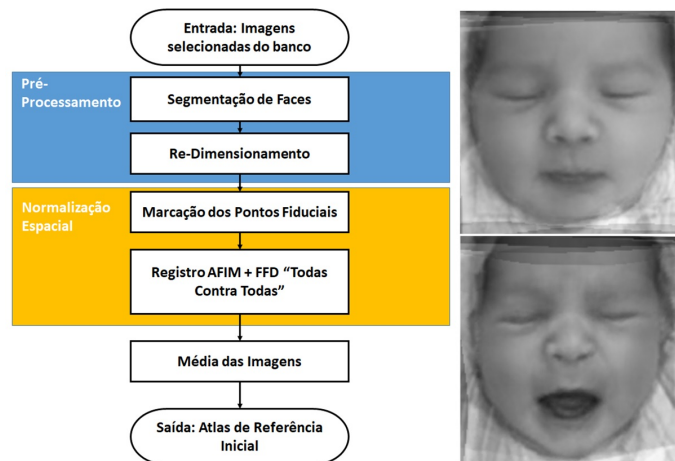 Entrada: Imagens
selecionadas do banco
Pré-
Processamento
Segmentação de Faces
Re-Dimensionamento
Normalização
Espacial
Marcação dos Pontos Fiduciais
Registro AFIM + FFD “Todas
Contra Todas”
Média das Imagens
Saída: Atlas de Referência
Inicial